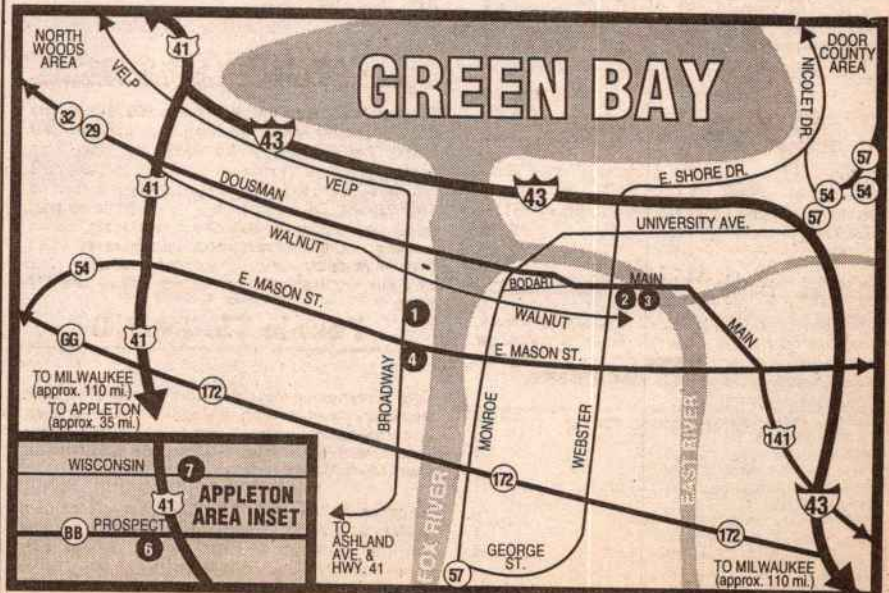 NORTH
WOODS
AREA
41
VELP
GREEN BAY
DOOR
COUNTY
AREA
NICOLET DR.
32
29
43
41
DOUSMAN
VELP
43
E. SHORE DR.
57
54
54
57
UNIVERSITY AVE.
WALNUT
54
E. MASON ST.
BODART
MAIN
2
3
1
WALNUT
MAIN
GG
41
4
E. MASON ST.
TO MILWAUKEE
(approx. 110 mi.)
TO APPLETON
(approx. 35 mi.)
172
BROADWAY
MONROE
WEBSTER
141
EAST RIVER
WISCONSIN
7
41
APPLETON
AREA INSET
BB
PROSPECT
6
172
43
TO
ASHLAND
AVE. &
HWY. 41
FOX RIVER
GEORGE
ST.
57
172
TO MILWAUKEE
(approx. 110 mi.)